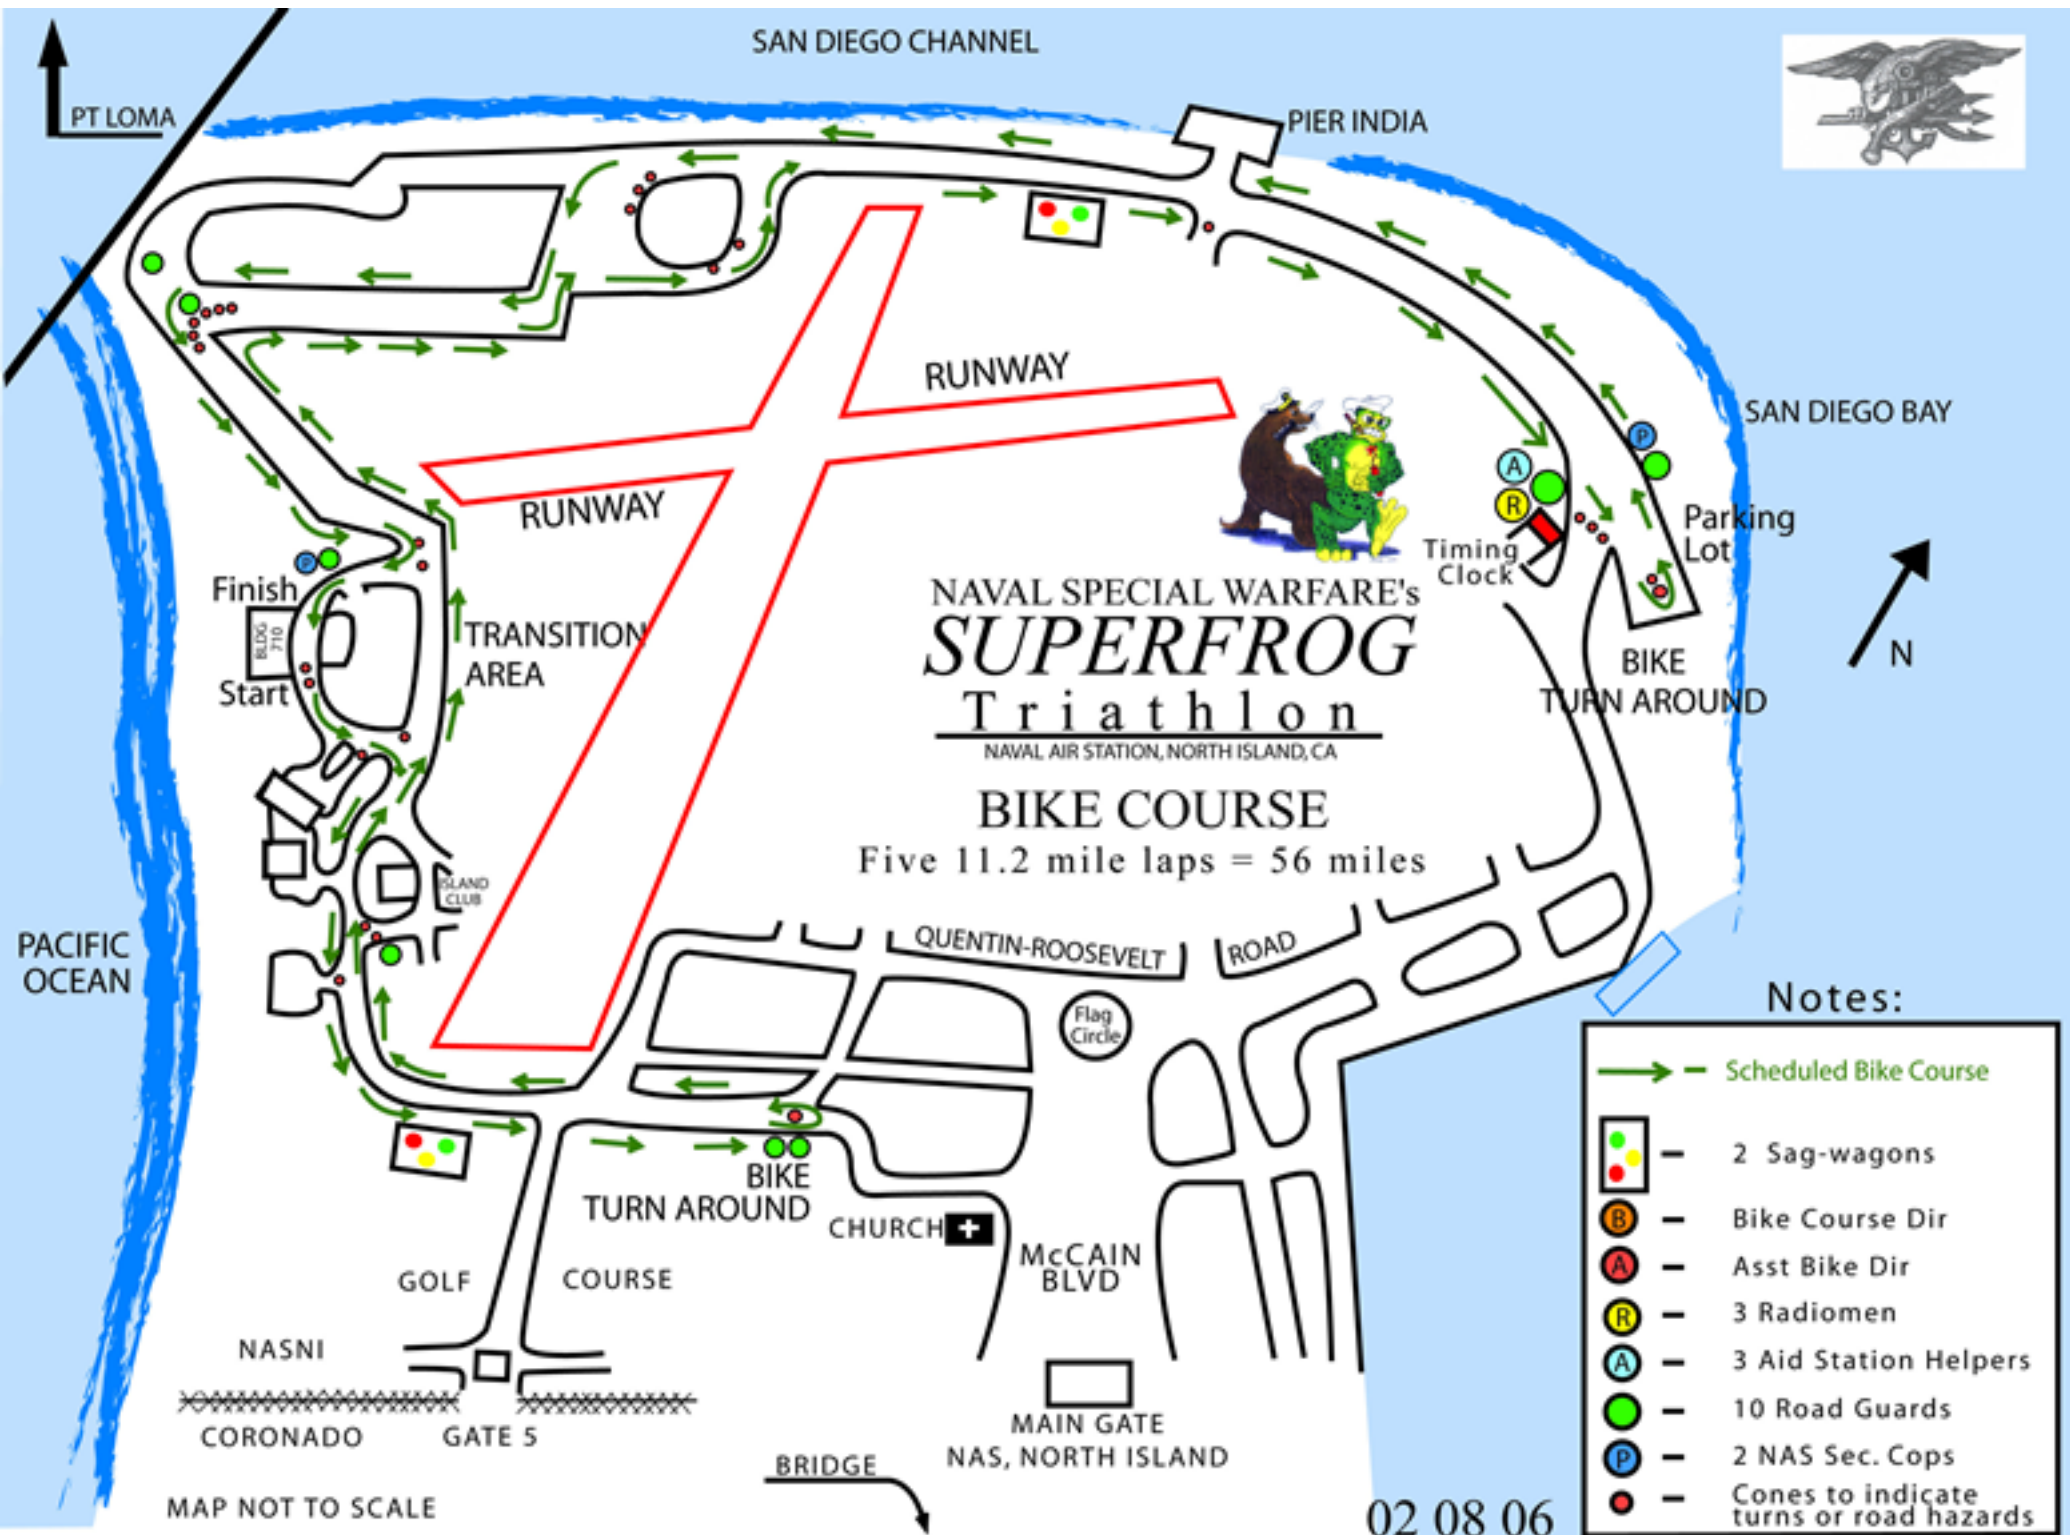 SAN DIEGO CHANNEL
PT LOMA
PIER INDIA
RUNWAY
SAN DIEGO BAY
RUNWAY
A
P
R
Parking
Lot
Timing
Clock
P
Finish
BLDG
710
Start
TRANSITION
AREA
NAVAL SPECIAL WARFARE's
SUPERFROG
Triathlon
NAVAL AIR STATION, NORTH ISLAND, CA
BIKE
TURN AROUND
N
BIKE COURSE
Five 11.2 mile laps = 56 miles
ISLAND
CLUB
PACIFIC
OCEAN
QUENTIN-ROOSEVELT
ROAD
Flag
Circle
BIKE
TURN AROUND
CHURCH
McCAIN
BLVD
GOLF
COURSE
NASNI
CORONADO
GATE 5
MAIN GATE
NAS, NORTH ISLAND
BRIDGE
MAP NOT TO SCALE
02 08 06
Notes:
– Scheduled Bike Course
– 2 Sag-wagons
B – Bike Course Dir
A – Asst Bike Dir
R – 3 Radiomen
A – 3 Aid Station Helpers
– 10 Road Guards
P – 2 NAS Sec. Cops
– Cones to indicate
turns or road hazards